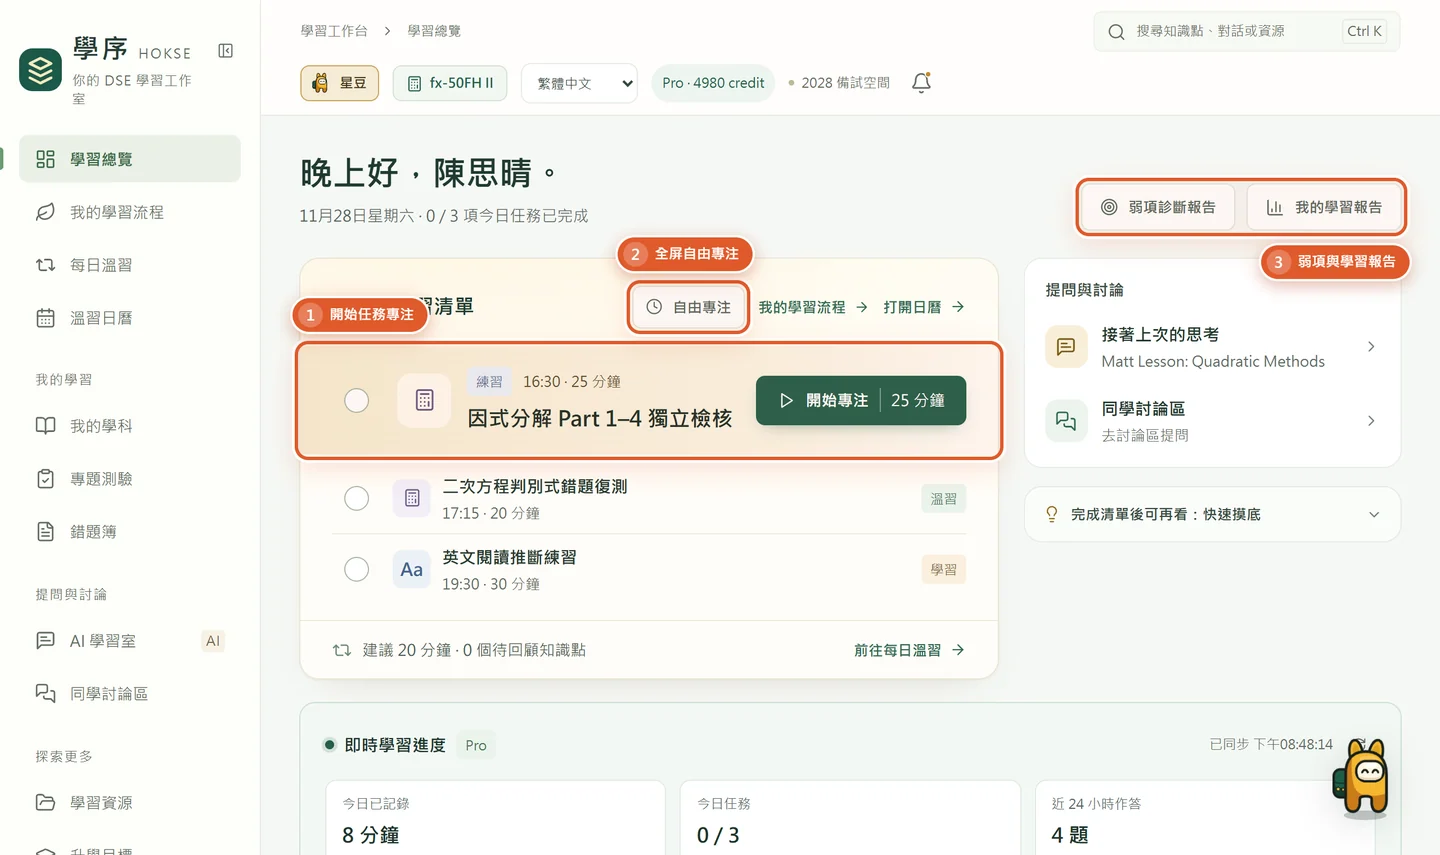 學序 HOKSE
你的 DSE 學習工作
室
學習總覽
我的學習流程
每日溫習
溫習日曆
我的學習
我的學科
專題測驗
錯題簿
提問與討論
AI 學習室 AI
同學討論區
探索更多
學習資源
升學目標
學習工作台 > 學習總覽
搜尋知識點、對話或資源 Ctrl K
星豆 fx-50FH II 繁體中文 Pro · 4980 credit 2028 備試空間
晚上好，陳思晴。
11月28日星期六 · 0 / 3 項今日任務已完成
弱項診斷報告 我的學習報告
3 弱項與學習報告
2 全屏自由專注
1 開始任務專注
習清單
自由專注 我的學習流程 → 打開日曆 →
練習 16:30 · 25 分鐘
因式分解 Part 1–4 獨立檢核
開始專注 25 分鐘
二次方程判別式錯題復測
17:15 · 20 分鐘
溫習
Aa 英文閱讀推斷練習
19:30 · 30 分鐘
學習
建議 20 分鐘 · 0 個待回顧知識點
前往每日溫習 →
提問與討論
接著上次的思考
Matt Lesson: Quadratic Methods
同學討論區
去討論區提問
完成清單後可再看：快速摸底
即時學習進度 Pro
已同步 下午08:48:14
今日已記錄
8 分鐘
今日任務
0 / 3
近 24 小時作答
4 題